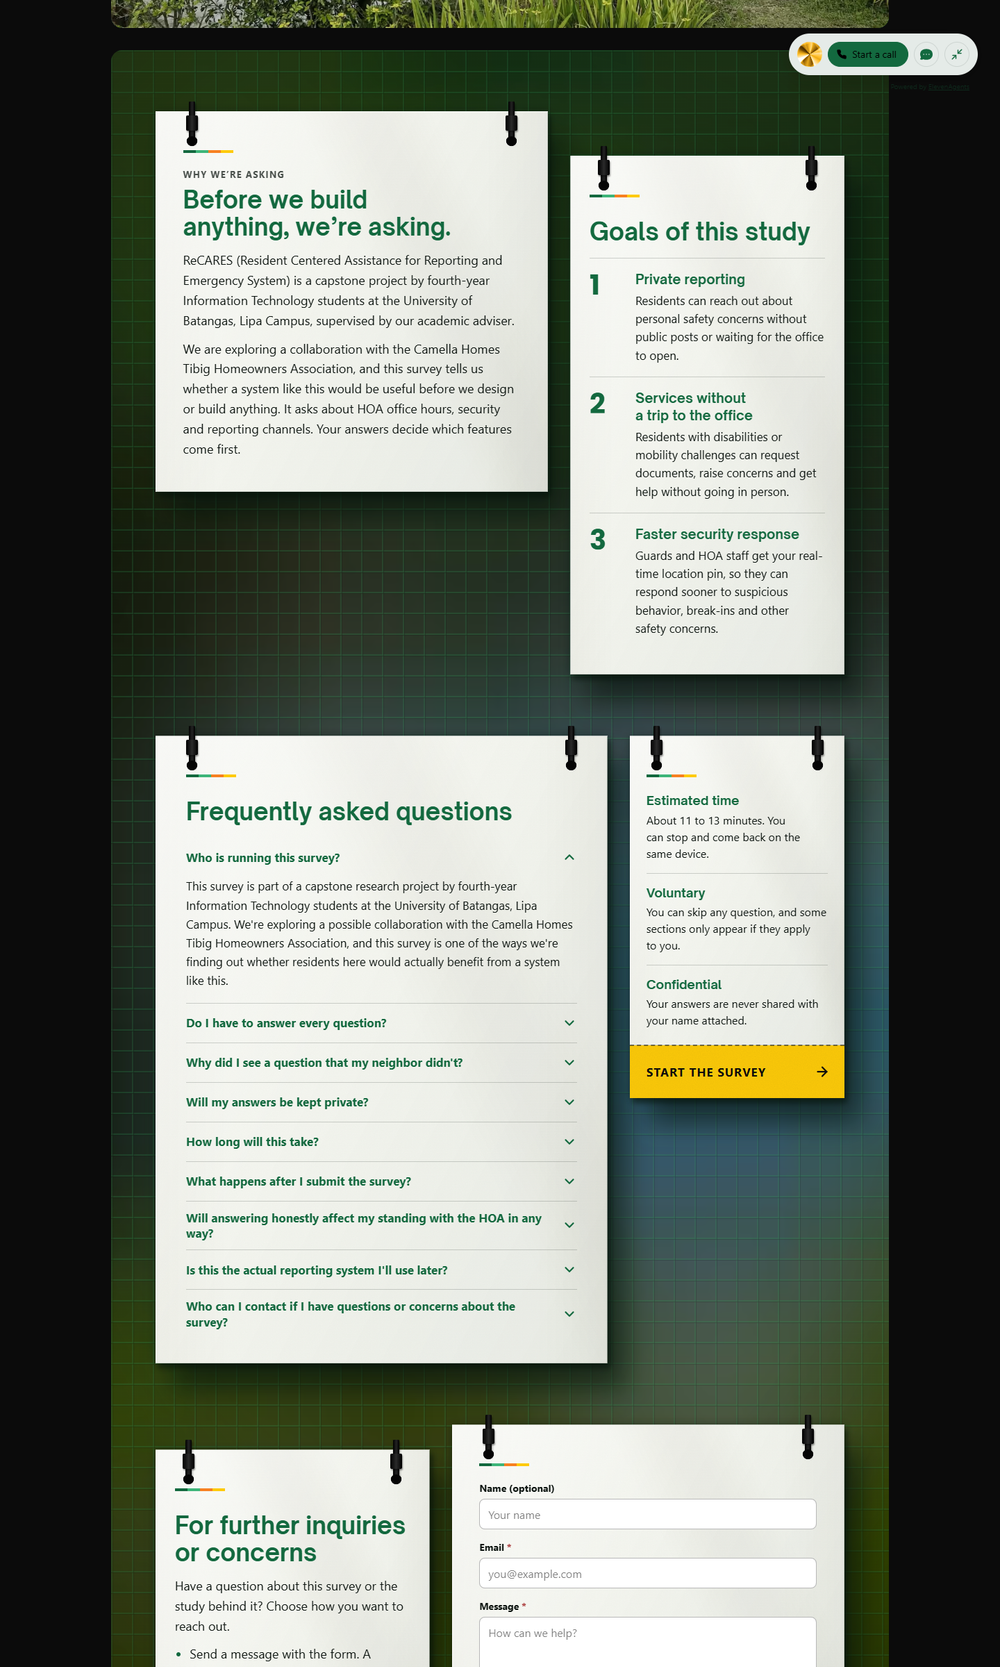 Start a call
Powered by ElevenAgents
WHY WE'RE ASKING
Before we build
anything, we're asking.
ReCARES (Resident Centered Assistance for Reporting and
Emergency System) is a capstone project by fourth-year
Information Technology students at the University of
Batangas, Lipa Campus, supervised by our academic adviser.
We are exploring a collaboration with the Camella Homes
Tibig Homeowners Association, and this survey tells us
whether a system like this would be useful before we design
or build anything. It asks about HOA office hours, security
and reporting channels. Your answers decide which features
come first.
Goals of this study
1
Private reporting
Residents can reach out about
personal safety concerns without
public posts or waiting for the office
to open.
2
Services without
a trip to the office
Residents with disabilities or
mobility challenges can request
documents, raise concerns and get
help without going in person.
3
Faster security response
Guards and HOA staff get your real-
time location pin, so they can
respond sooner to suspicious
behavior, break-ins and other
safety concerns.
Frequently asked questions
Who is running this survey?
This survey is part of a capstone research project by fourth-year
Information Technology students at the University of Batangas, Lipa
Campus. We're exploring a possible collaboration with the Camella Homes
Tibig Homeowners Association, and this survey is one of the ways we're
finding out whether residents here would actually benefit from a system
like this.
Do I have to answer every question?
Why did I see a question that my neighbor didn't?
Will my answers be kept private?
How long will this take?
What happens after I submit the survey?
Will answering honestly affect my standing with the HOA in any
way?
Is this the actual reporting system I'll use later?
Who can I contact if I have questions or concerns about the
survey?
Estimated time
About 11 to 13 minutes. You
can stop and come back on the
same device.
Voluntary
You can skip any question, and some
sections only appear if they apply
to you.
Confidential
Your answers are never shared with
your name attached.
START THE SURVEY
For further inquiries
or concerns
Have a question about this survey or the
study behind it? Choose how you want to
reach out.
• Send a message with the form. A
Name (optional)
Your name
Email *
you@example.com
Message *
How can we help?